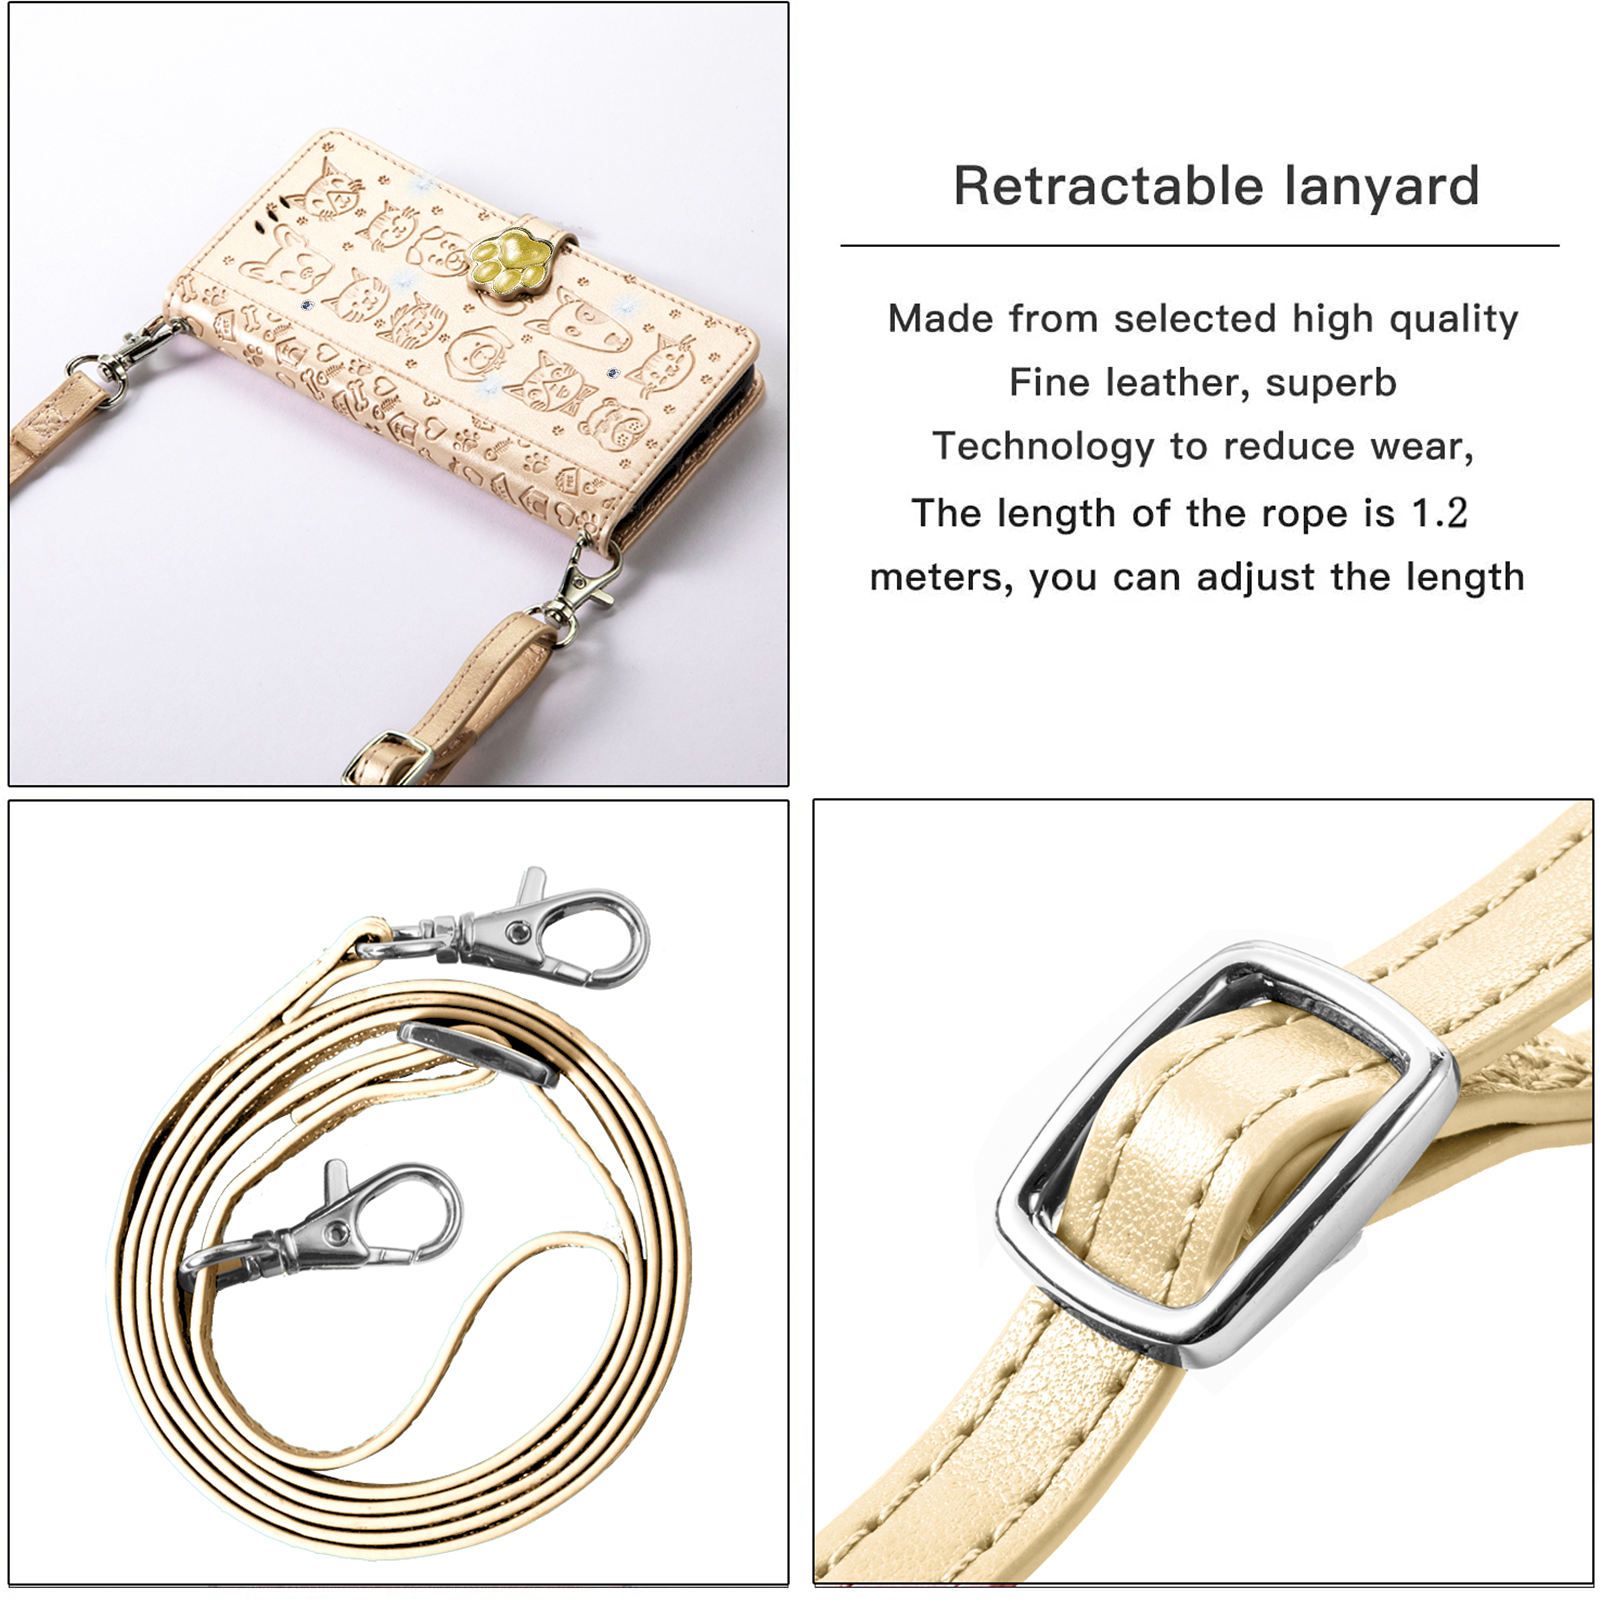 Retractable lanyard
Made from selected high quality
Fine leather, superb
Technology to reduce wear,
The length of the rope is 1.2
meters, you can adjust the length